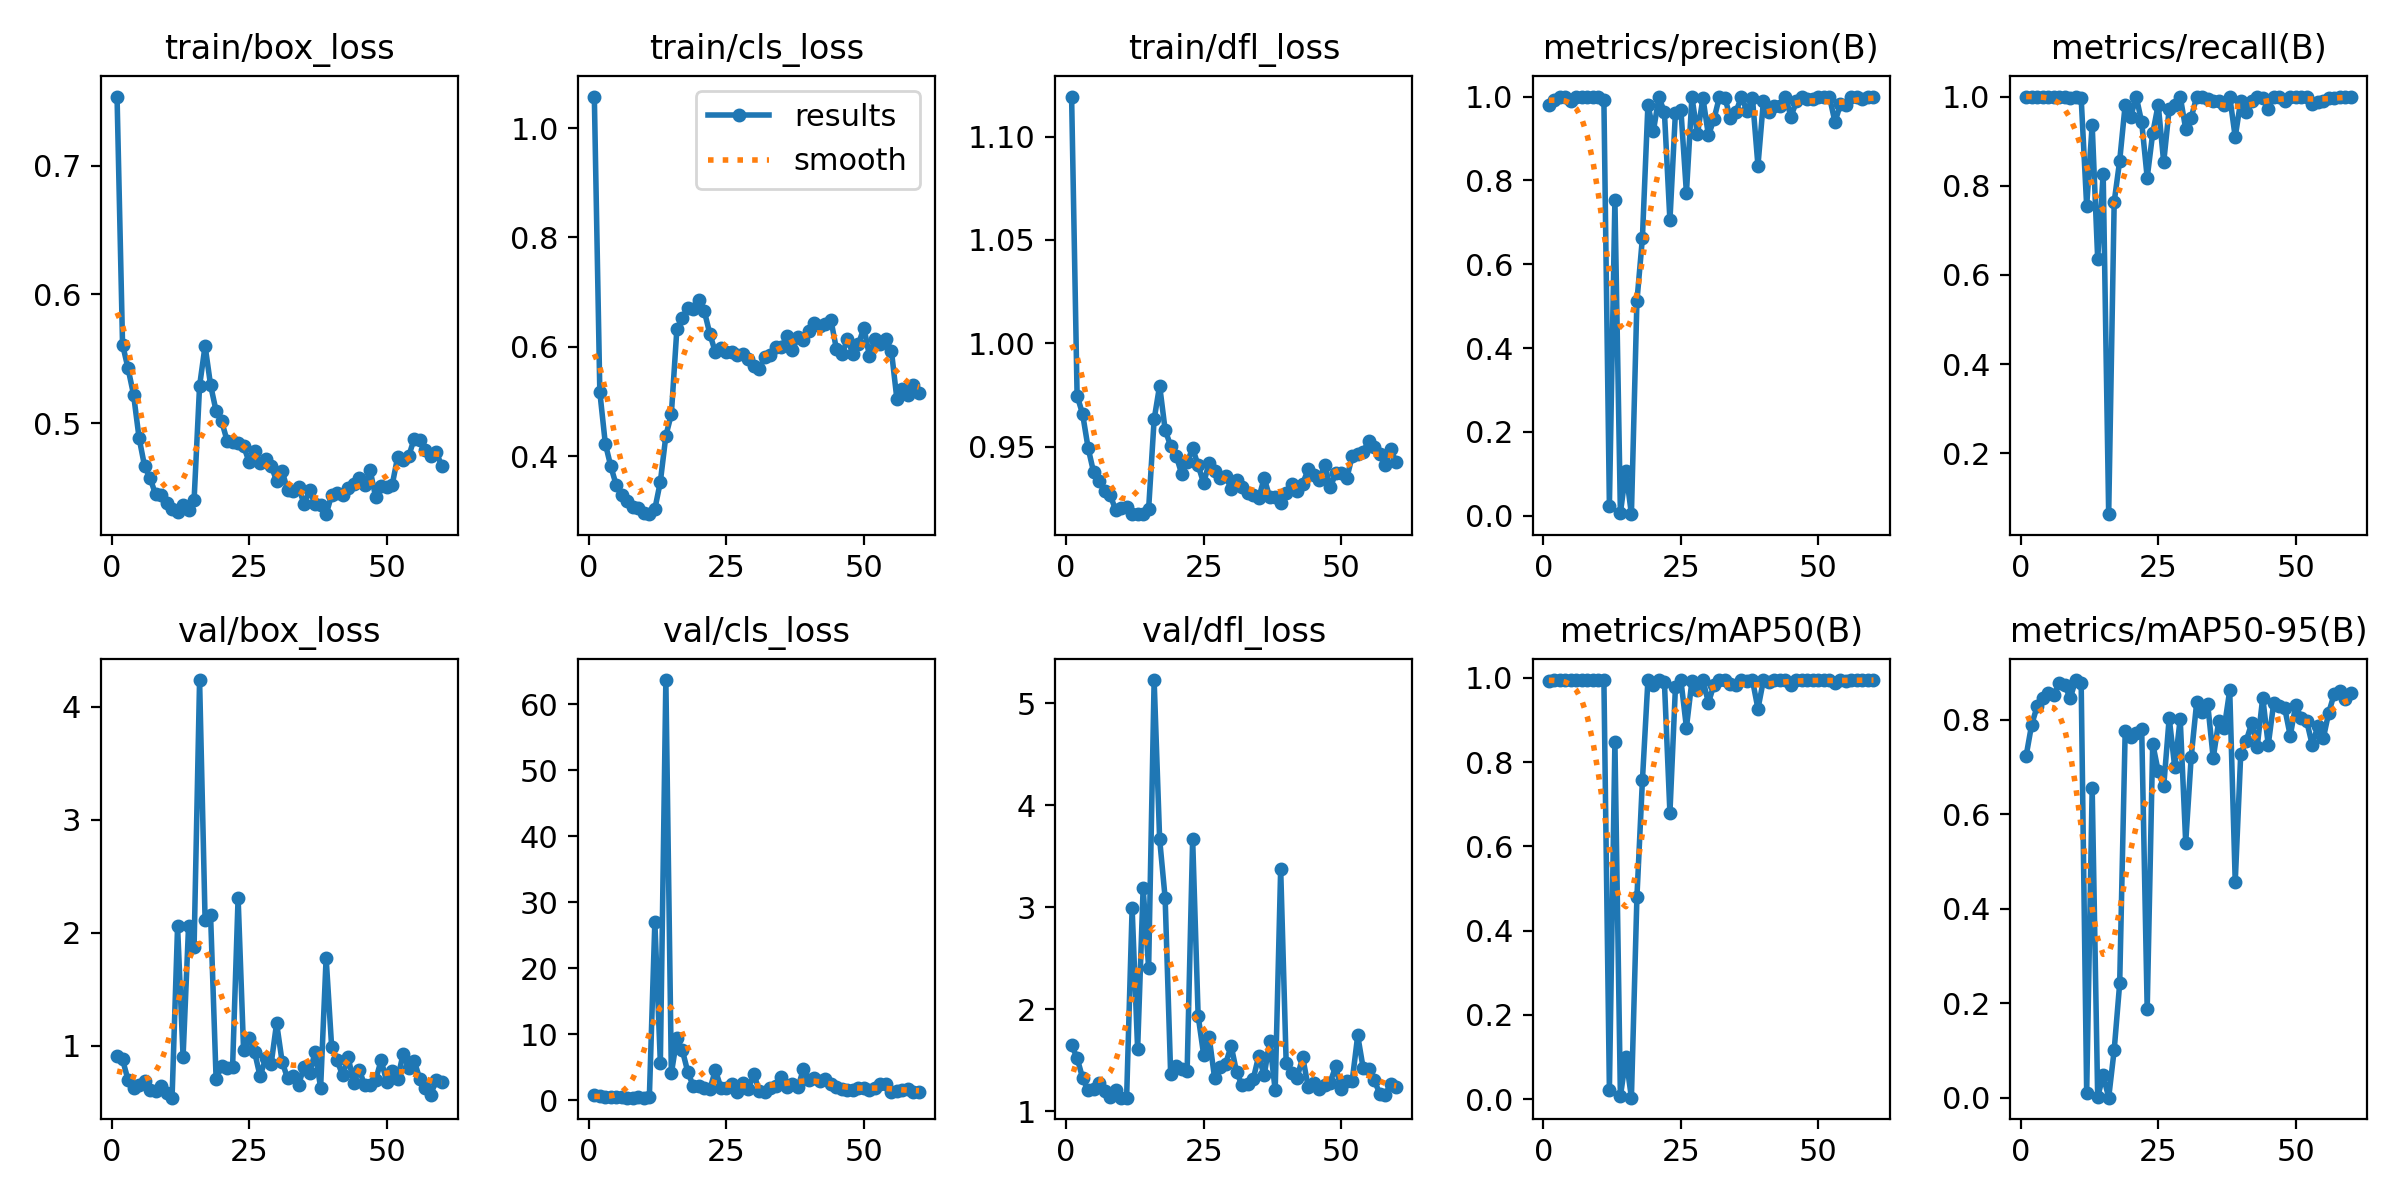 train/box_loss
train/cls_loss
train/dfl_loss
metrics/precision(B)
metrics/recall(B)
0.7
0.6
0.5
0 25 50
1.0
0.8
0.6
0.4
0 25 50
results
smooth
1.10
1.05
1.00
0.95
0 25 50
1.0
0.8
0.6
0.4
0.2
0.0
0 25 50
1.0
0.8
0.6
0.4
0.2
0 25 50
val/box_loss
val/cls_loss
val/dfl_loss
metrics/mAP50(B)
metrics/mAP50-95(B)
4
3
2
1
0 25 50
60
50
40
30
20
10
0
0 25 50
5
4
3
2
1
0 25 50
1.0
0.8
0.6
0.4
0.2
0.0
0 25 50
0.8
0.6
0.4
0.2
0.0
0 25 50